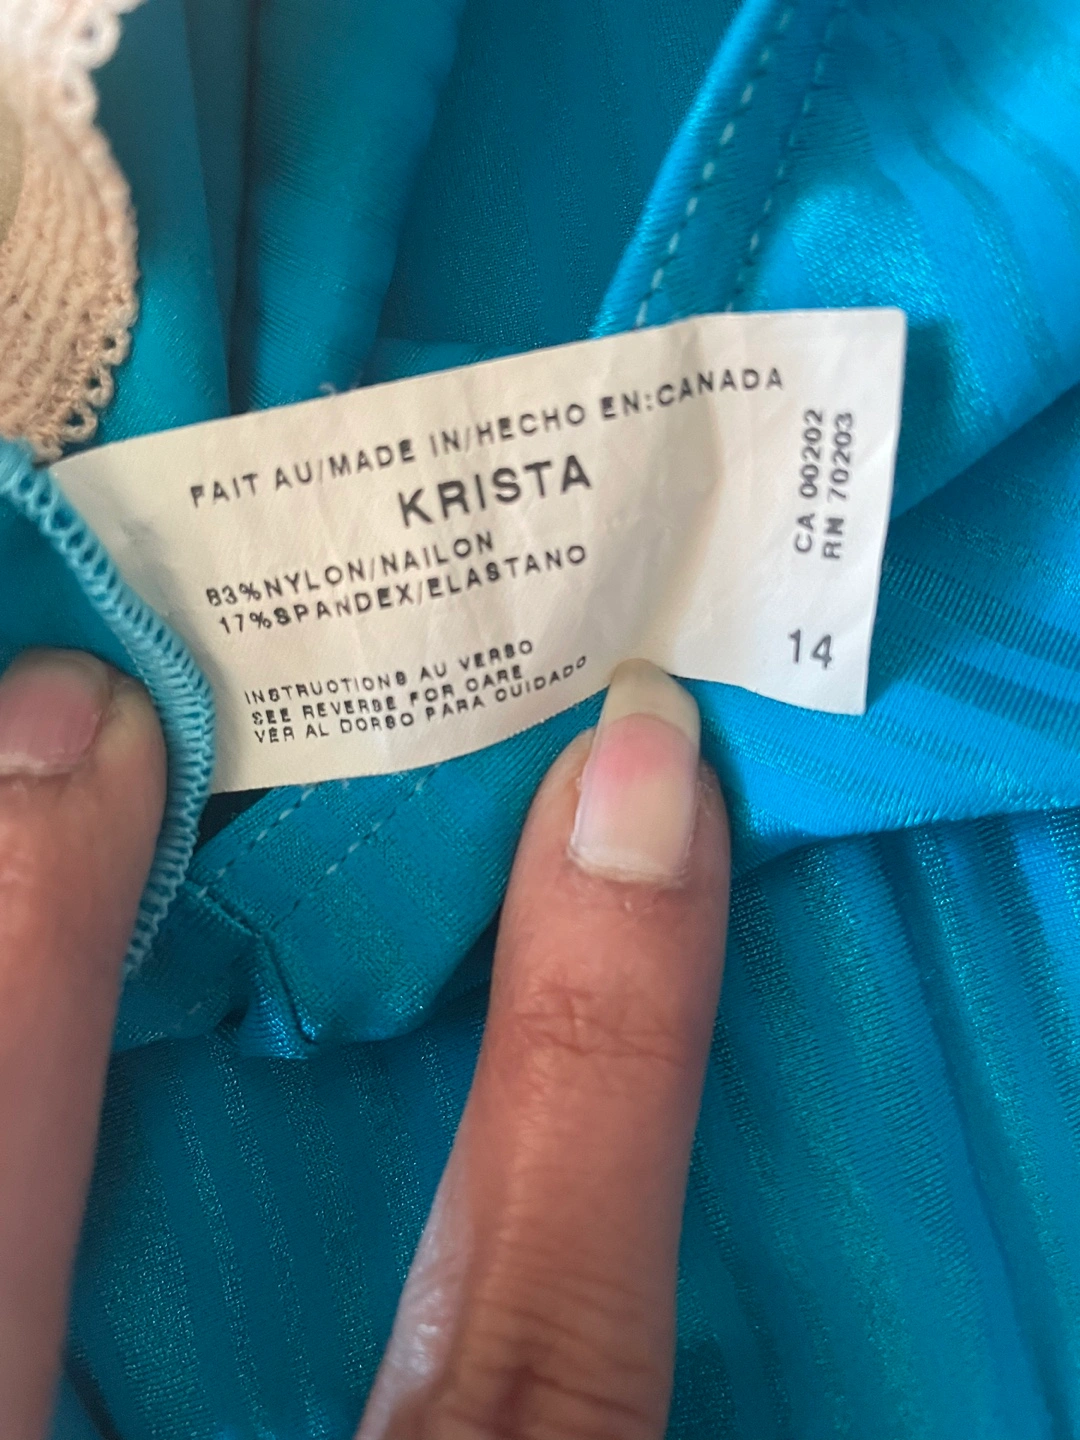 FAIT AU/MADE IN/HECHO EN:CANADA
KRISTA
83%NYLON/NAILON
17%SPANDEX/ELASTANO
INSTRUCTIONS AU VERSO
SEE REVERSE FOR CARE
VER AL DORSO PARA CUIDADO
CA 00202
RN 70203
14